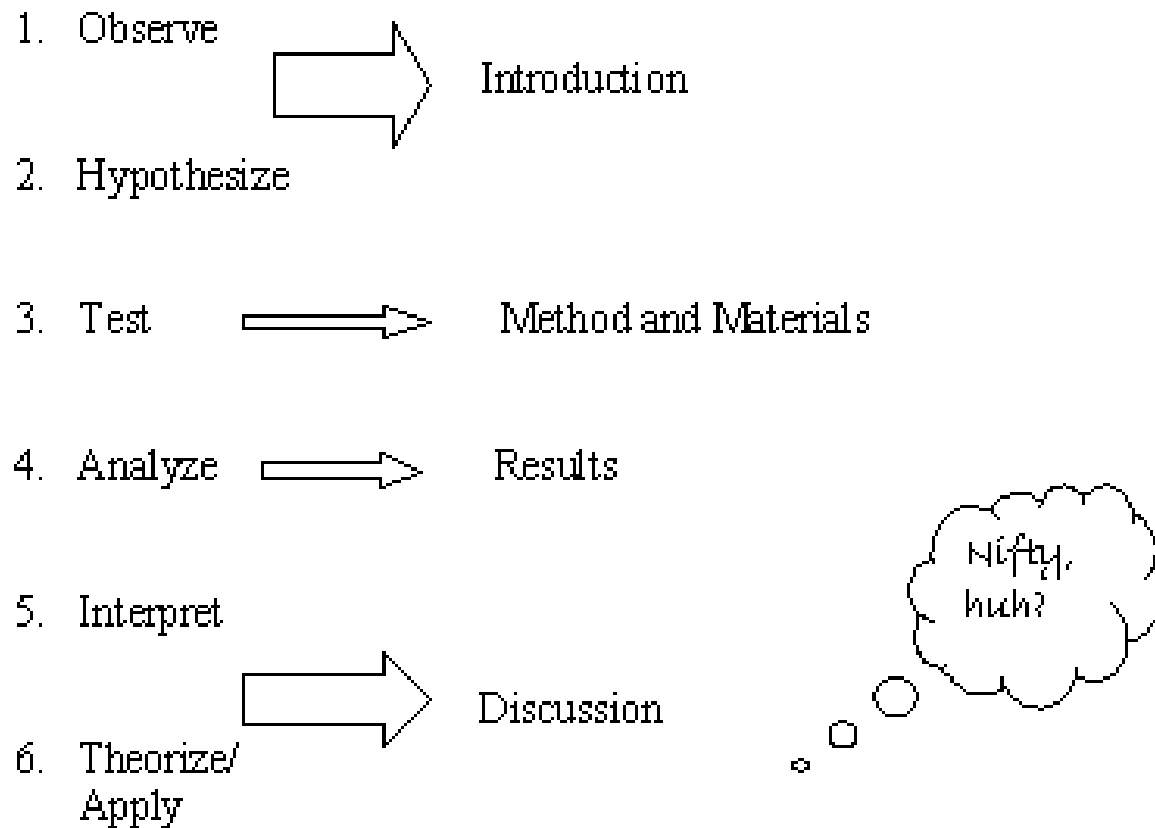 1. Observe
Introduction
2. Hypothesize
3. Test Method and Materials
4. Analyze Results
Nifty,
huh?
5. Interpret
Discussion
6. Theorize/
Apply